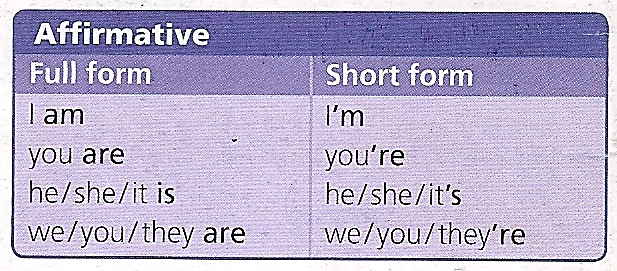 Affirmative
Full form Short form
I am I'm
you are you're
he/she/it is he/she/it's
we/you/they are we/you/they're